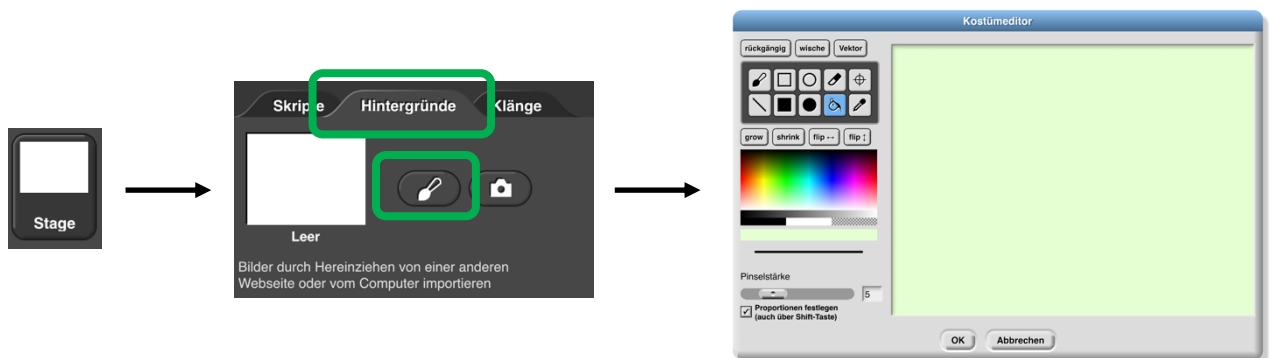 Stage
Skripte Hintergründe Klänge
Leer
Bilder durch Hereinziehen von einer anderen
Webseite oder vom Computer importieren
Kostümeditor
rückgängig wische Vektor
grow shrink flip ↔ flip ↕
Pinselstärke
5
Proportionen festlegen
(auch über Shift-Taste)
OK Abbrechen